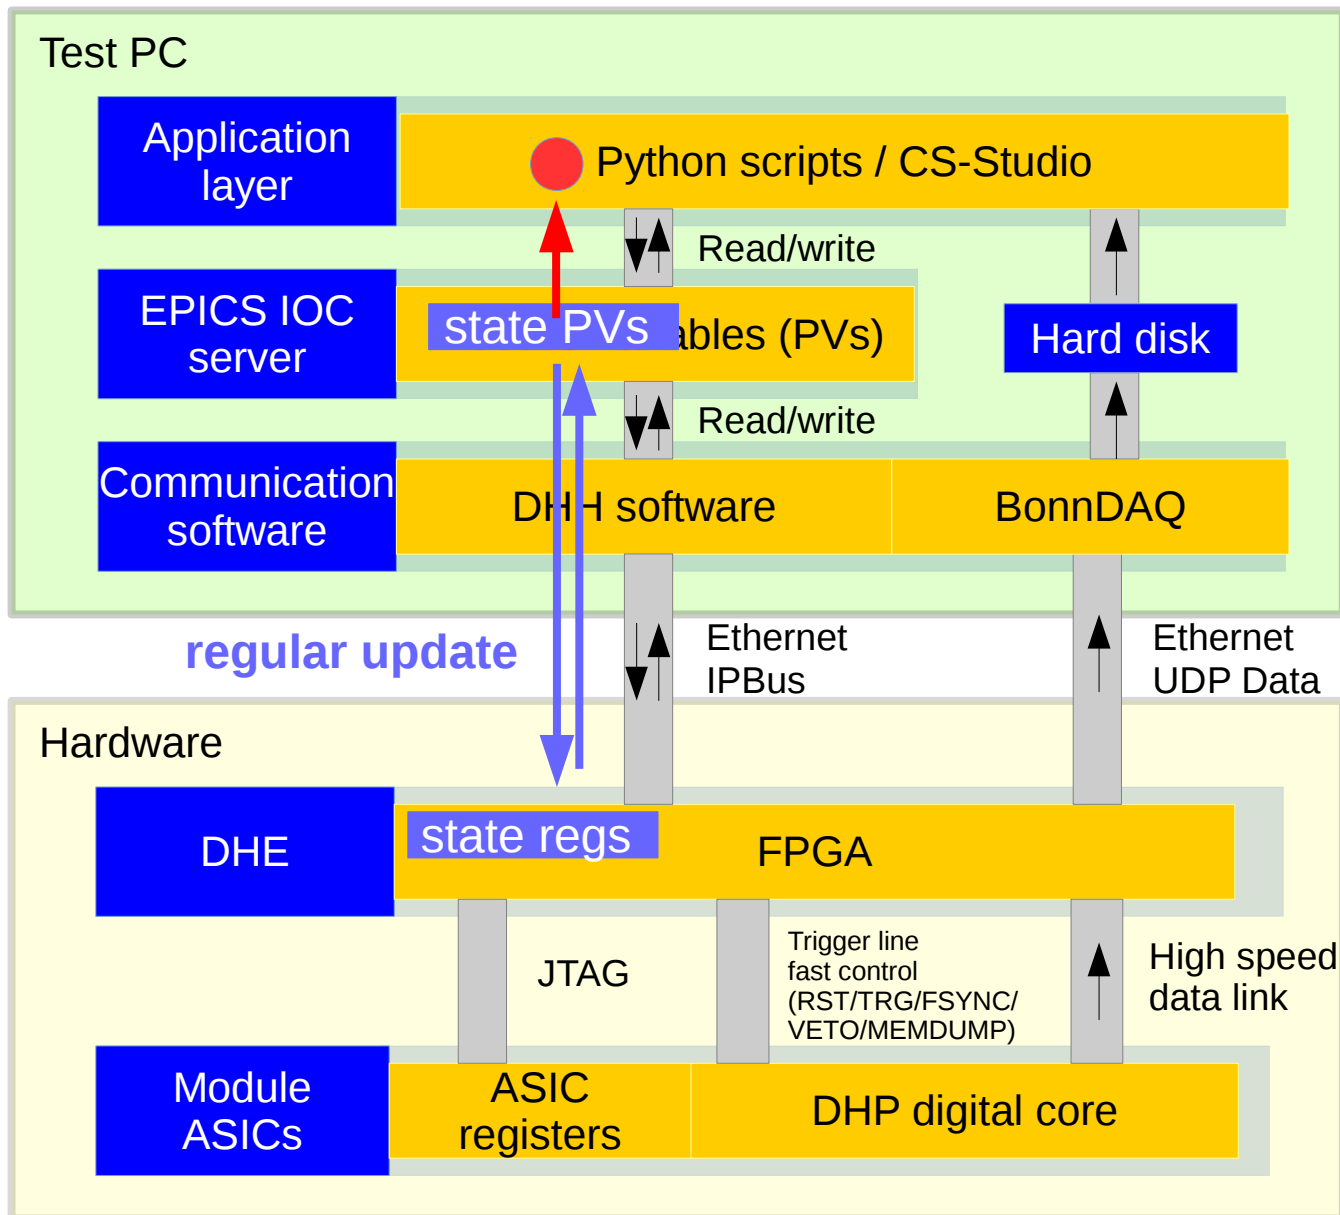 Test PC
Application
layer
Python scripts / CS-Studio
Read/write
EPICS IOC
server
state PVs
ables (PVs)
Hard disk
Read/write
Communication
software
DHH software
BonnDAQ
regular update
Ethernet
IPBus
Ethernet
UDP Data
Hardware
DHE
state regs
FPGA
JTAG
Trigger line
fast control
(RST/TRG/FSYNC/
VETO/MEMDUMP)
High speed
data link
Module
ASICs
ASIC
registers
DHP digital core